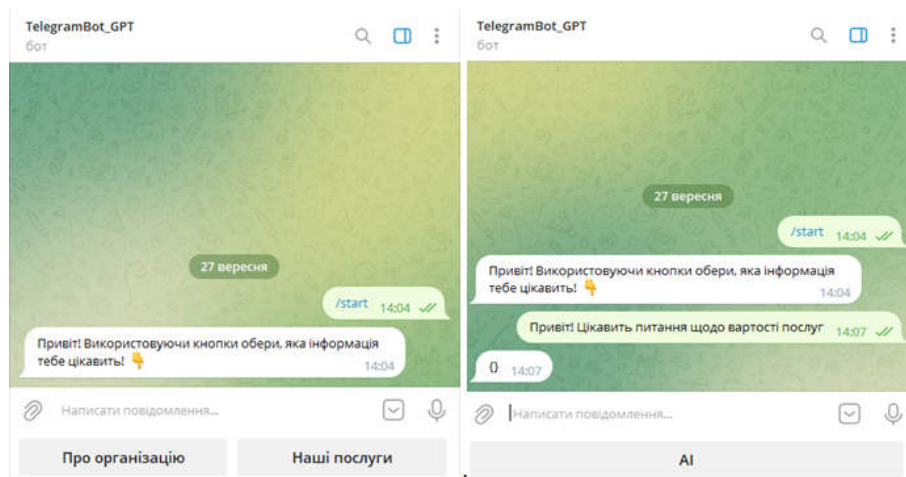 TelegramBot_GPT
бот
27 вересня
/start 14:04
Привіт! Використовуючи кнопки обери, яка інформація
тебе цікавить! 👇
14:04
Написати повідомлення...
Про організацію
Наші послуги
TelegramBot_GPT
бот
27 вересня
/start 14:04
Привіт! Використовуючи кнопки обери, яка інформація
тебе цікавить! 👇
14:04
Привіт! Цікавить питання щодо вартості послуг 14:07
{} 14:07
Написати повідомлення...
AI